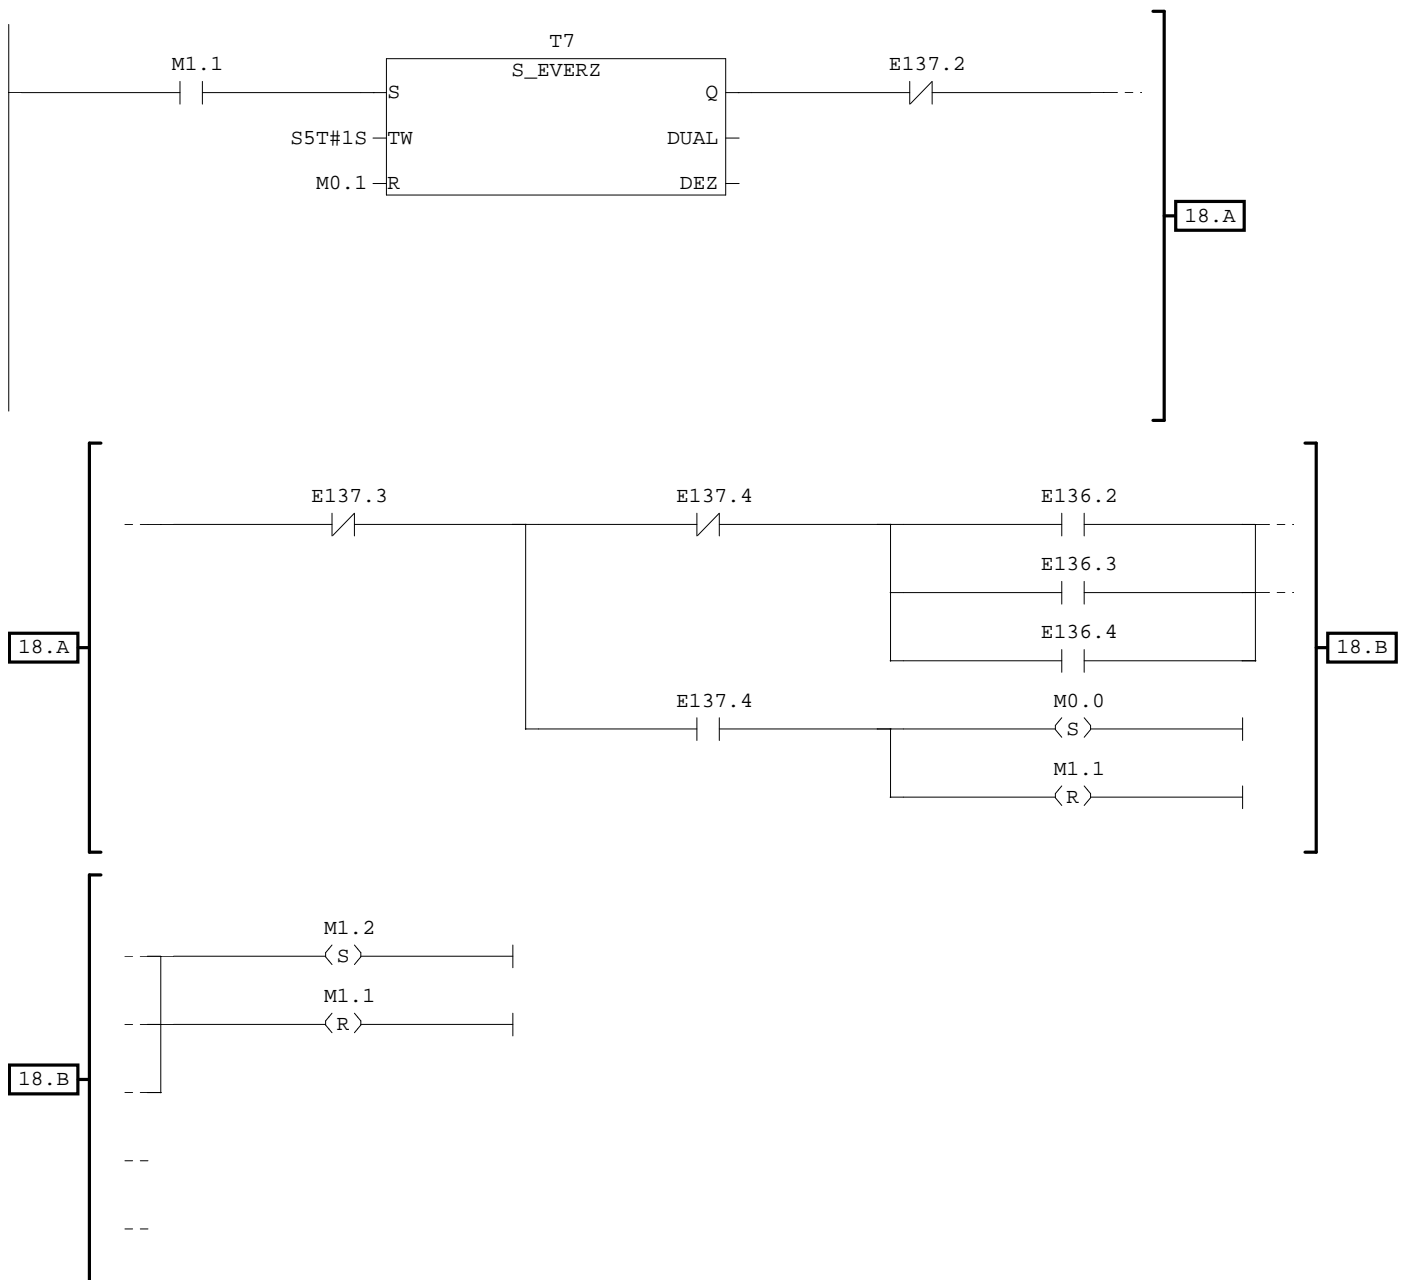 T7
M1.1
S_EVERZ
E137.2
S
Q
S5T#1S
TW
DUAL
M0.1
R
DEZ
18.A
E137.3
E137.4
E136.2
E136.3
E136.4
18.A
18.B
E137.4
M0.0
S
M1.1
R
M1.2
S
M1.1
R
18.B